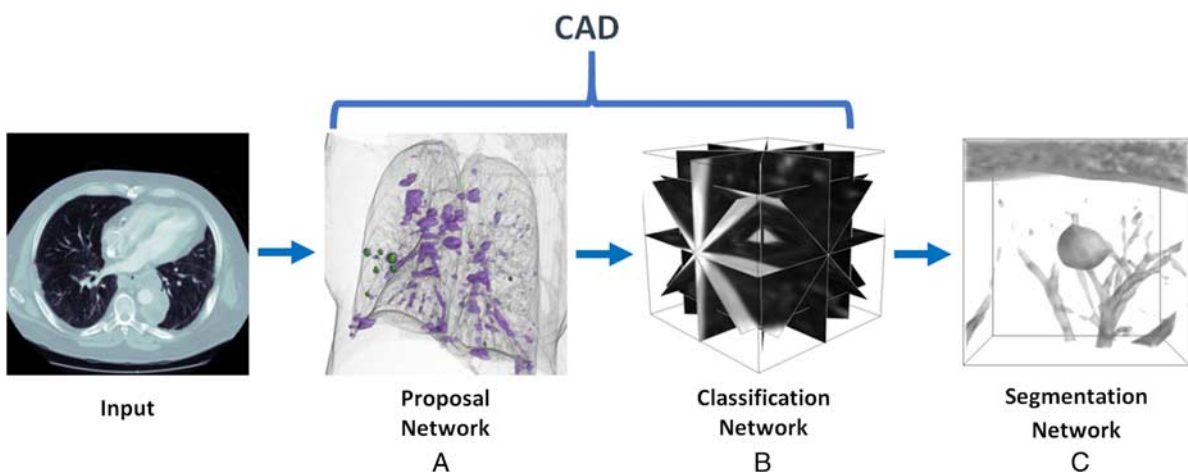 CAD
Input
Proposal
Network
A
Classification
Network
B
Segmentation
Network
C